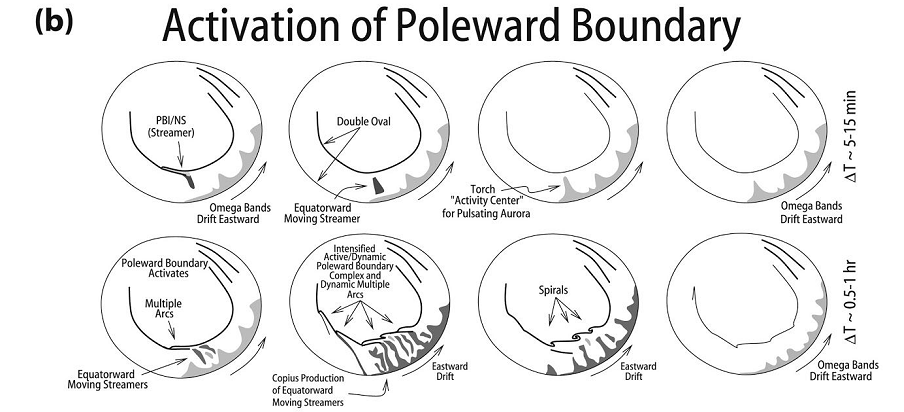 (b) Activation of Poleward Boundary
PBI/NS
(Streamer)
Omega Bands
Drift Eastward
Double Oval
Equatorward
Moving Streamer
Torch
"Activity Center"
for Pulsating Aurora
Omega Bands
Drift Eastward
ΔT ~ 5-15 min
Poleward Boundary
Activates
Multiple
Arcs
Equatorward
Moving Streamers
Intensified
Active/Dynamic
Poleward Boundary
Complex and
Dynamic Multiple
Arcs
Copius Production
of Equatorward
Moving Streamers
Eastward
Drift
Spirals
Eastward
Drift
Omega Bands
Drift Eastward
ΔT ~ 0.5-1 hr